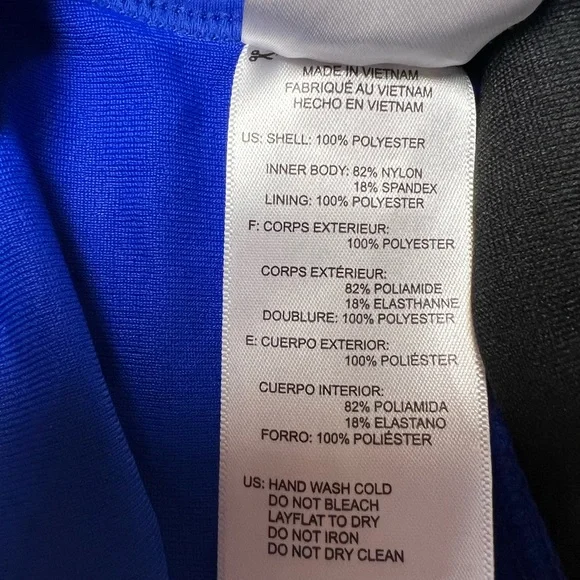 MADE IN VIETNAM
FABRIQUÉ AU VIETNAM
HECHO EN VIETNAM
US: SHELL: 100% POLYESTER
INNER BODY: 82% NYLON
18% SPANDEX
LINING: 100% POLYESTER
F: CORPS EXTERIEUR:
100% POLYESTER
CORPS EXTÉRIEUR:
82% POLIAMIDE
18% ELASTHANNE
DOUBLURE: 100% POLYESTER
E: CUERPO EXTERIOR:
100% POLIÉSTER
CUERPO INTERIOR:
82% POLIAMIDA
18% ELASTANO
FORRO: 100% POLIÉSTER
US: HAND WASH COLD
DO NOT BLEACH
LAYFLAT TO DRY
DO NOT IRON
DO NOT DRY CLEAN